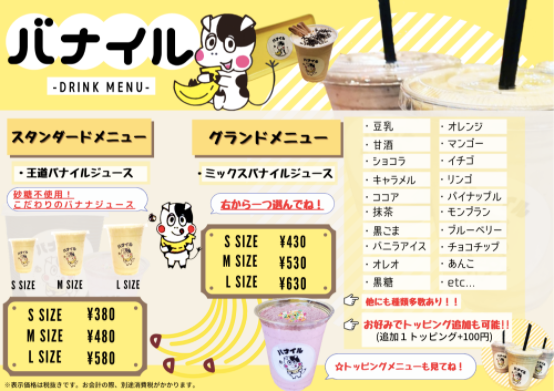 バナイル
-DRINK MENU-
スタンダードメニュー
・王道バナイルジュース
砂糖不使用！
こだわりのバナナジュース
S SIZE
M SIZE
L SIZE
S SIZE ¥380
M SIZE ¥480
L SIZE ¥580
グランドメニュー
・ミックスバナイルジュース
右から一つ選んでね！
S SIZE ¥430
M SIZE ¥530
L SIZE ¥630
・豆乳
・甘酒
・ショコラ
・キャラメル
・ココア
・抹茶
・黒ごま
・バニラアイス
・オレオ
・黒糖
・オレンジ
・マンゴー
・イチゴ
・リンゴ
・パイナップル
・モンブラン
・ブルーベリー
・チョコチップ
・あんこ
・etc...
他にも種類多数あり！！
お好みでトッピング追加も可能!!
(追加１トッピング+100円)
☆トッピングメニューも見てね！
バナイル
※表示価格は税抜きです。お会計の際、別途消費税がかかります。